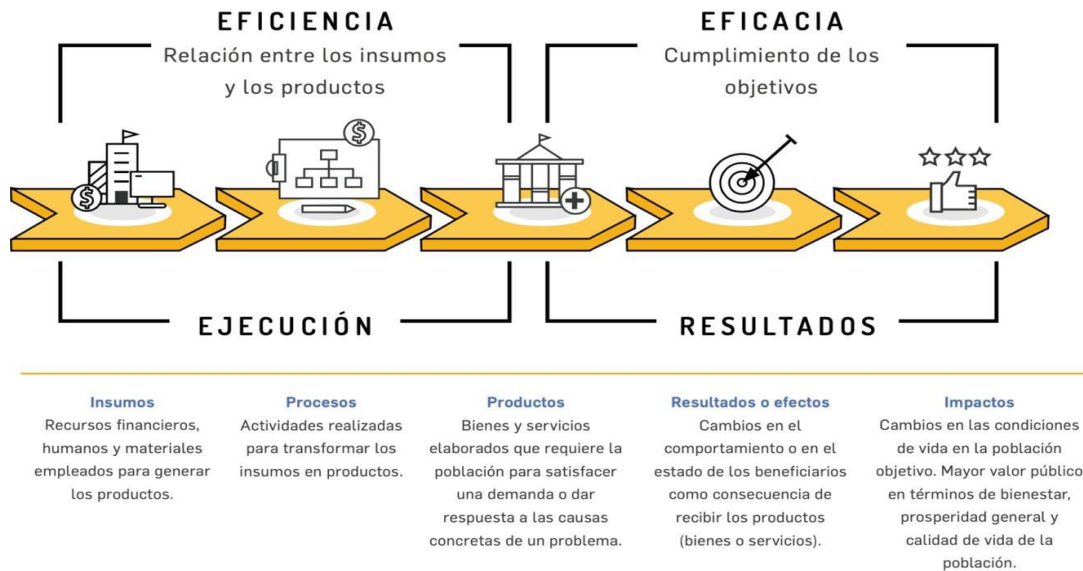 EFICIENCIA
Relación entre los insumos
y los productos
EFICACIA
Cumplimiento de los
objetivos
$
$
EJECUCIÓN
RESULTADOS
Insumos
Recursos financieros,
humanos y materiales
empleados para generar
los productos.
Procesos
Actividades realizadas
para transformar los
insumos en productos.
Productos
Bienes y servicios
elaborados que requiere la
población para satisfacer
una demanda o dar
respuesta a las causas
concretas de un problema.
Resultados o efectos
Cambios en el
comportamiento o en el
estado de los beneficiarios
como consecuencia de
recibir los productos
(bienes o servicios).
Impactos
Cambios en las condiciones
de vida en la población
objetivo. Mayor valor público
en términos de bienestar,
prosperidad general y
calidad de vida de la
población.